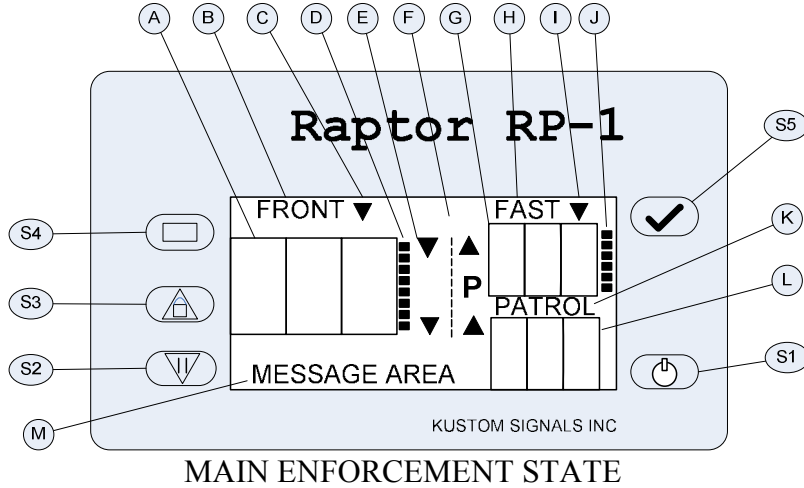 A B C D E F G H I J
Raptor RP-1
S5
FRONT ▼ FAST ▼
S4
K
S3
P
PATROL
L
S2
MESSAGE AREA
S1
M
KUSTOM SIGNALS INC
MAIN ENFORCEMENT STATE